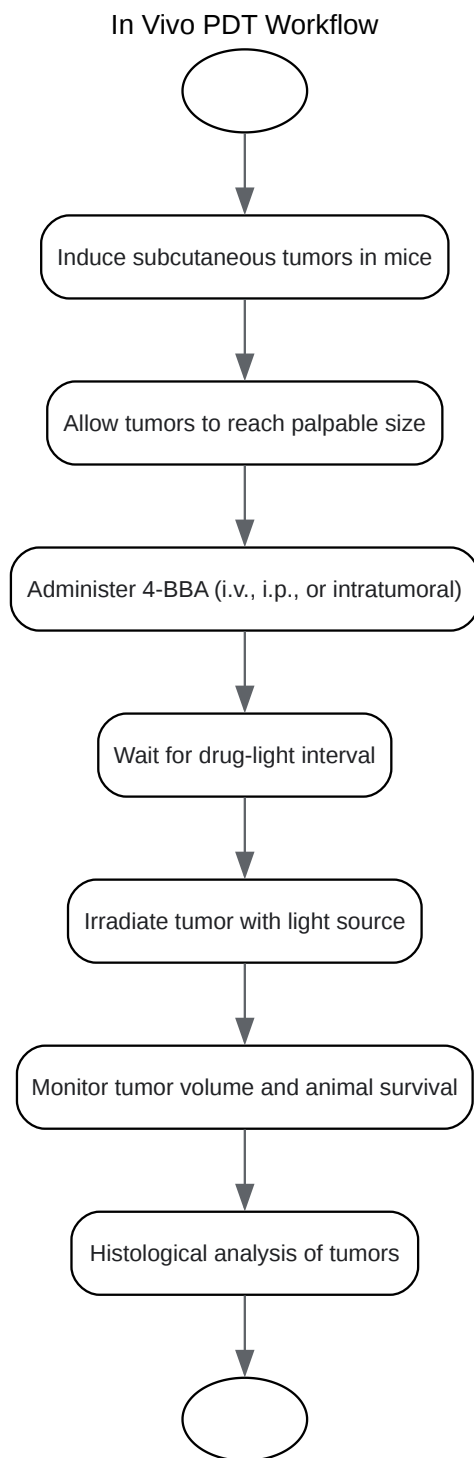 In Vivo PDT Workflow
Induce subcutaneous tumors in mice
Allow tumors to reach palpable size
Administer 4-BBA (i.v., i.p., or intratumoral)
Wait for drug-light interval
Irradiate tumor with light source
Monitor tumor volume and animal survival
Histological analysis of tumors